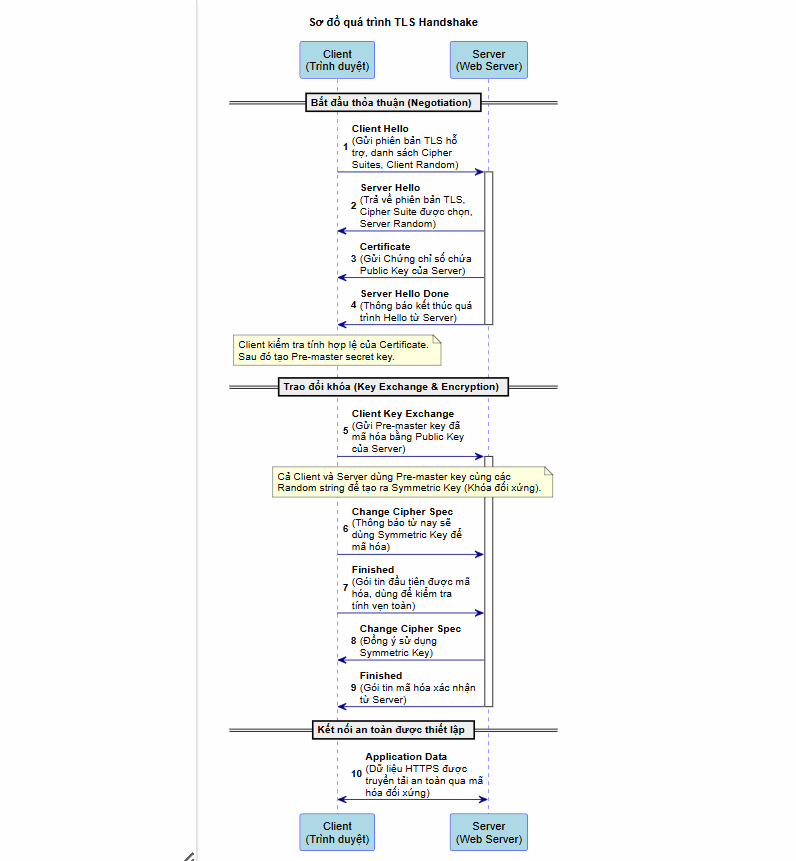 Sơ đồ quá trình TLS Handshake
Client
(Trình duyệt)
Server
(Web Server)
Bắt đầu thỏa thuận (Negotiation)
1
Client Hello
(Gửi phiên bản TLS hỗ
trợ, danh sách Cipher
Suites, Client Random)
2
Server Hello
(Trả về phiên bản TLS,
Cipher Suite được chọn,
Server Random)
3
Certificate
(Gửi Chứng chỉ số chứa
Public Key của Server)
4
Server Hello Done
(Thông báo kết thúc quá
trình Hello từ Server)
Client kiểm tra tính hợp lệ của Certificate.
Sau đó tạo Pre-master secret key.
Trao đổi khóa (Key Exchange & Encryption)
5
Client Key Exchange
(Gửi Pre-master key đã
mã hóa bằng Public Key
của Server)
Cả Client và Server dùng Pre-master key cùng các
Random string để tạo ra Symmetric Key (Khóa đối xứng).
6
Change Cipher Spec
(Thông báo từ nay sẽ
dùng Symmetric Key để
mã hóa)
7
Finished
(Gói tin đầu tiên được mã
hóa, dùng để kiểm tra
tính vẹn toàn)
8
Change Cipher Spec
(Đồng ý sử dụng
Symmetric Key)
9
Finished
(Gói tin mã hóa xác nhận
từ Server)
Kết nối an toàn được thiết lập
10
Application Data
(Dữ liệu HTTPS được
truyền tải an toàn qua mã
hóa đối xứng)
Client
(Trình duyệt)
Server
(Web Server)